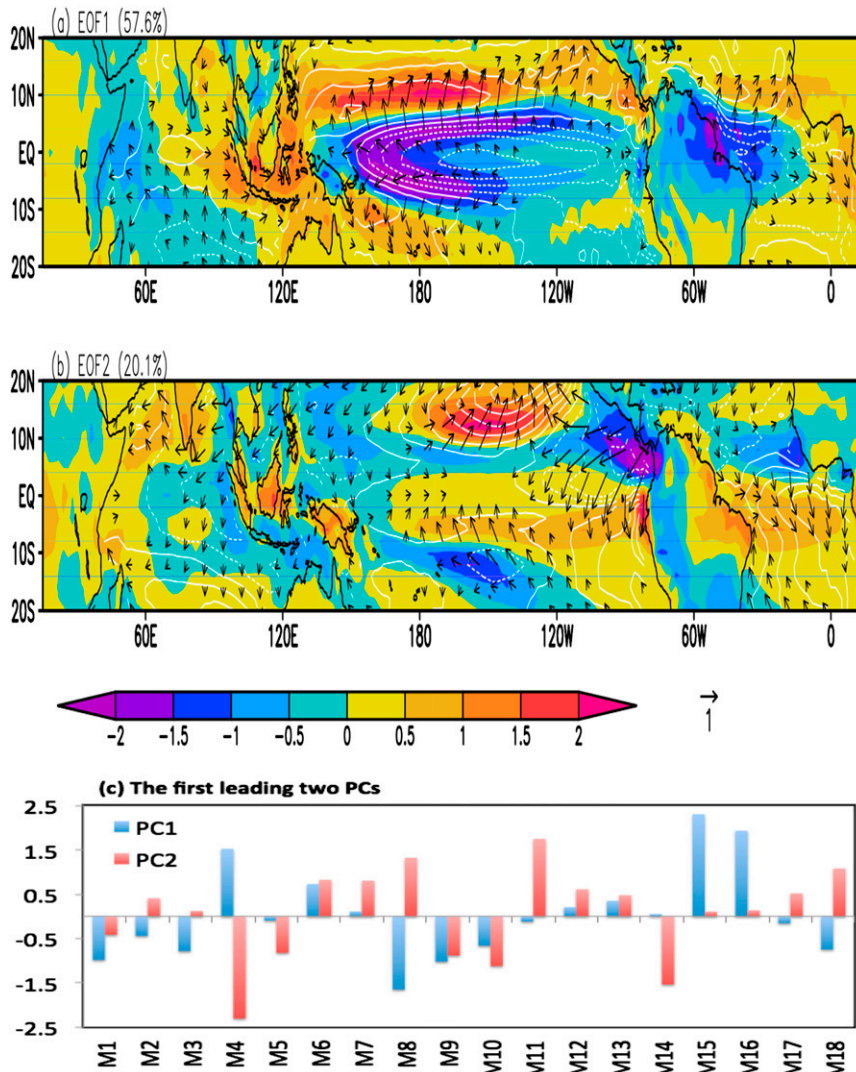 (a) EOF1 (57.6%)
20N
10N
EQ
10S
20S
60E 120E 180 120W 60W 0
(b) EOF2 (20.1%)
20N
10N
EQ
10S
20S
60E 120E 180 120W 60W 0
-2 -1.5 -1 -0.5 0 0.5 1 1.5 2
1
(c) The first leading two PCs
2.5
PC1
1.5
PC2
0.5
-0.5
-1.5
-2.5
M1 M2 M3 M4 M5 M6 M7 M8 M9 M10 M11 M12 M13 M14 M15 M16 M17 M18